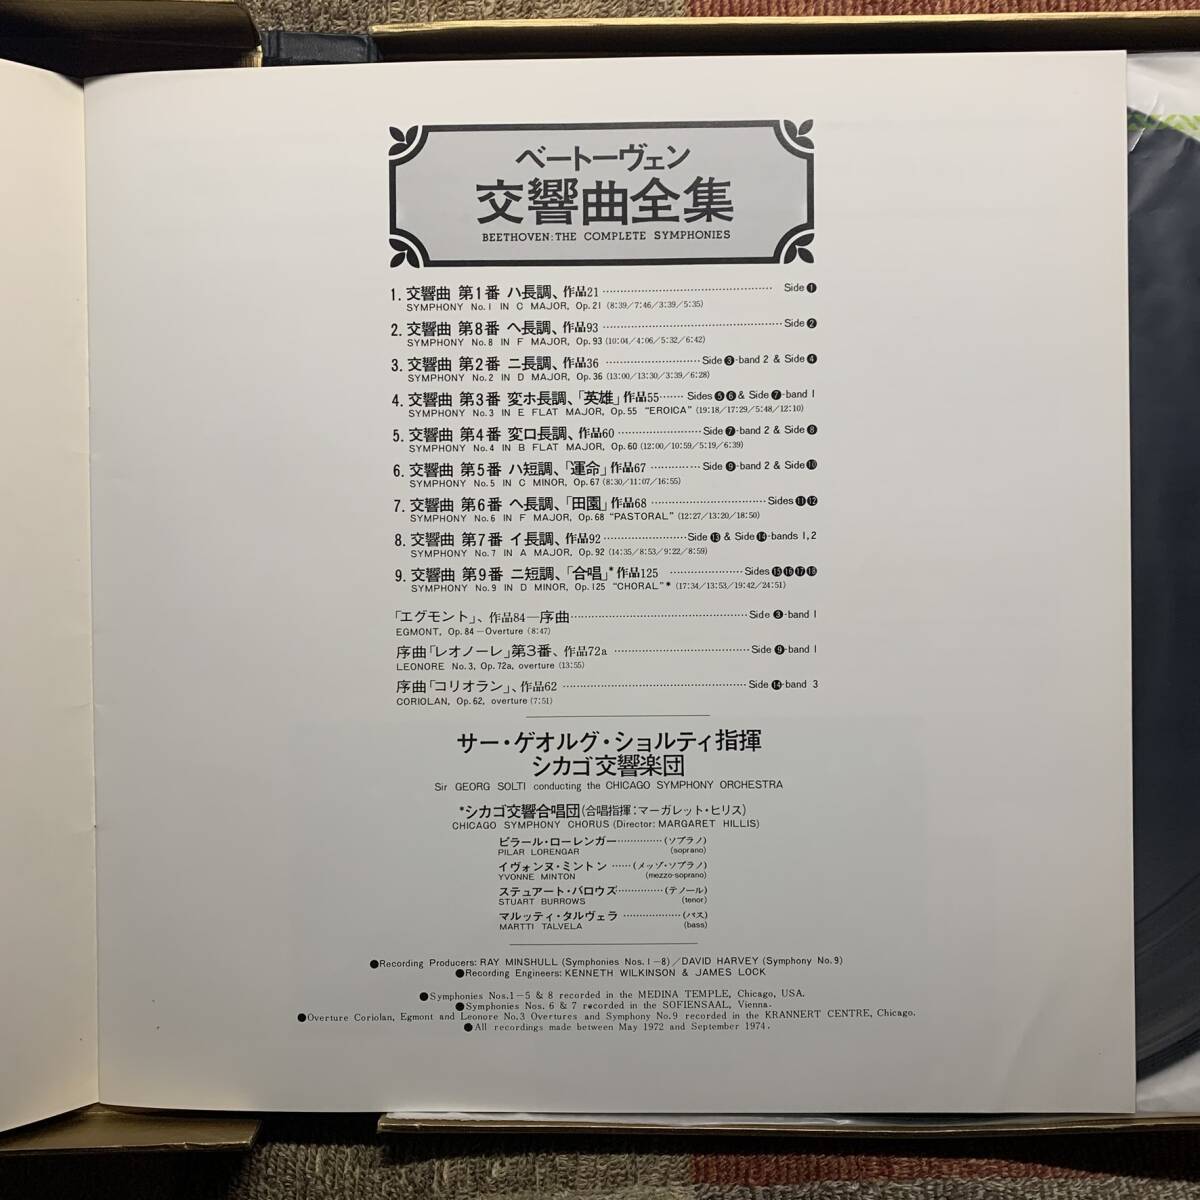 ベートーヴェン
交響曲全集
BEETHOVEN: THE COMPLETE SYMPHONIES
1. 交響曲 第1番 ハ長調、作品21 ………… Side ❶
SYMPHONY No.1 IN C MAJOR, Op.21 (8:39/7:46/3:39/5:35)
2. 交響曲 第8番 ヘ長調、作品93 ………… Side ❷
SYMPHONY No.8 IN F MAJOR, Op.93 (10:04/4:06/5:32/6:42)
3. 交響曲 第2番 ニ長調、作品36 ………… Side ❸-band 2 & Side ❹
SYMPHONY No.2 IN D MAJOR, Op.36 (13:00/13:30/3:39/6:28)
4. 交響曲 第3番 変ホ長調、「英雄」作品55 …… Sides ❺❻ & Side ❼-band 1
SYMPHONY No.3 IN E FLAT MAJOR, Op.55 "EROICA" (19:18/17:29/5:48/12:10)
5. 交響曲 第4番 変ロ長調、作品60 ………… Side ❼-band 2 & Side ❽
SYMPHONY No.4 IN B FLAT MAJOR, Op.60 (12:00/10:59/5:19/6:39)
6. 交響曲 第5番 ハ短調、「運命」作品67 ………… Side ❾-band 2 & Side ❿
SYMPHONY No.5 IN C MINOR, Op.67 (8:30/11:07/16:55)
7. 交響曲 第6番 ヘ長調、「田園」作品68 ………… Sides ⓫⓬
SYMPHONY No.6 IN F MAJOR, Op.68 "PASTORAL" (12:27/13:20/18:50)
8. 交響曲 第7番 イ長調、作品92 ………… Side ⓭ & Side ⓮-bands 1, 2
SYMPHONY No.7 IN A MAJOR, Op.92 (14:35/8:53/9:22/8:59)
9. 交響曲 第9番 ニ短調、「合唱」* 作品125 ………… Sides ⓯⓰⓱⓲
SYMPHONY No.9 IN D MINOR, Op.125 "CHORAL"* (17:34/13:53/19:42/24:51)
「エグモント」、作品84—序曲 ………… Side ❸-band 1
EGMONT, Op.84—Overture (8:47)
序曲「レオノーレ」第3番、作品72a ………… Side ❾-band 1
LEONORE No.3, Op.72a, overture (13:55)
序曲「コリオラン」、作品62 ………… Side ⓮-band 3
CORIOLAN, Op.62, overture (7:51)
サー・ゲオルグ・ショルティ指揮
シカゴ交響楽団
Sir GEORG SOLTI conducting the CHICAGO SYMPHONY ORCHESTRA
*シカゴ交響合唱団(合唱指揮:マーガレット・ヒリス)
CHICAGO SYMPHONY CHORUS (Director: MARGARET HILLIS)
ピラール・ローレンガー ………… (ソプラノ)
PILAR LORENGAR (soprano)
イヴォンヌ・ミントン …… (メッゾ・ソプラノ)
YVONNE MINTON (mezzo-soprano)
ステュアート・バロウズ ………… (テノール)
STUART BURROWS (tenor)
マルッティ・タルヴェラ ………… (バス)
MARTTI TALVELA (bass)
●Recording Producers: RAY MINSHULL (Symphonies Nos.1–8)/DAVID HARVEY (Symphony No.9)
●Recording Engineers: KENNETH WILKINSON & JAMES LOCK
●Symphonies Nos.1–5 & 8 recorded in the MEDINA TEMPLE, Chicago, USA.
●Symphonies Nos. 6 & 7 recorded in the SOFIENSAAL, Vienna.
●Overture Coriolan, Egmont and Leonore No.3 Overtures and Symphony No.9 recorded in the KRANNERT CENTRE, Chicago.
●All recordings made between May 1972 and September 1974.